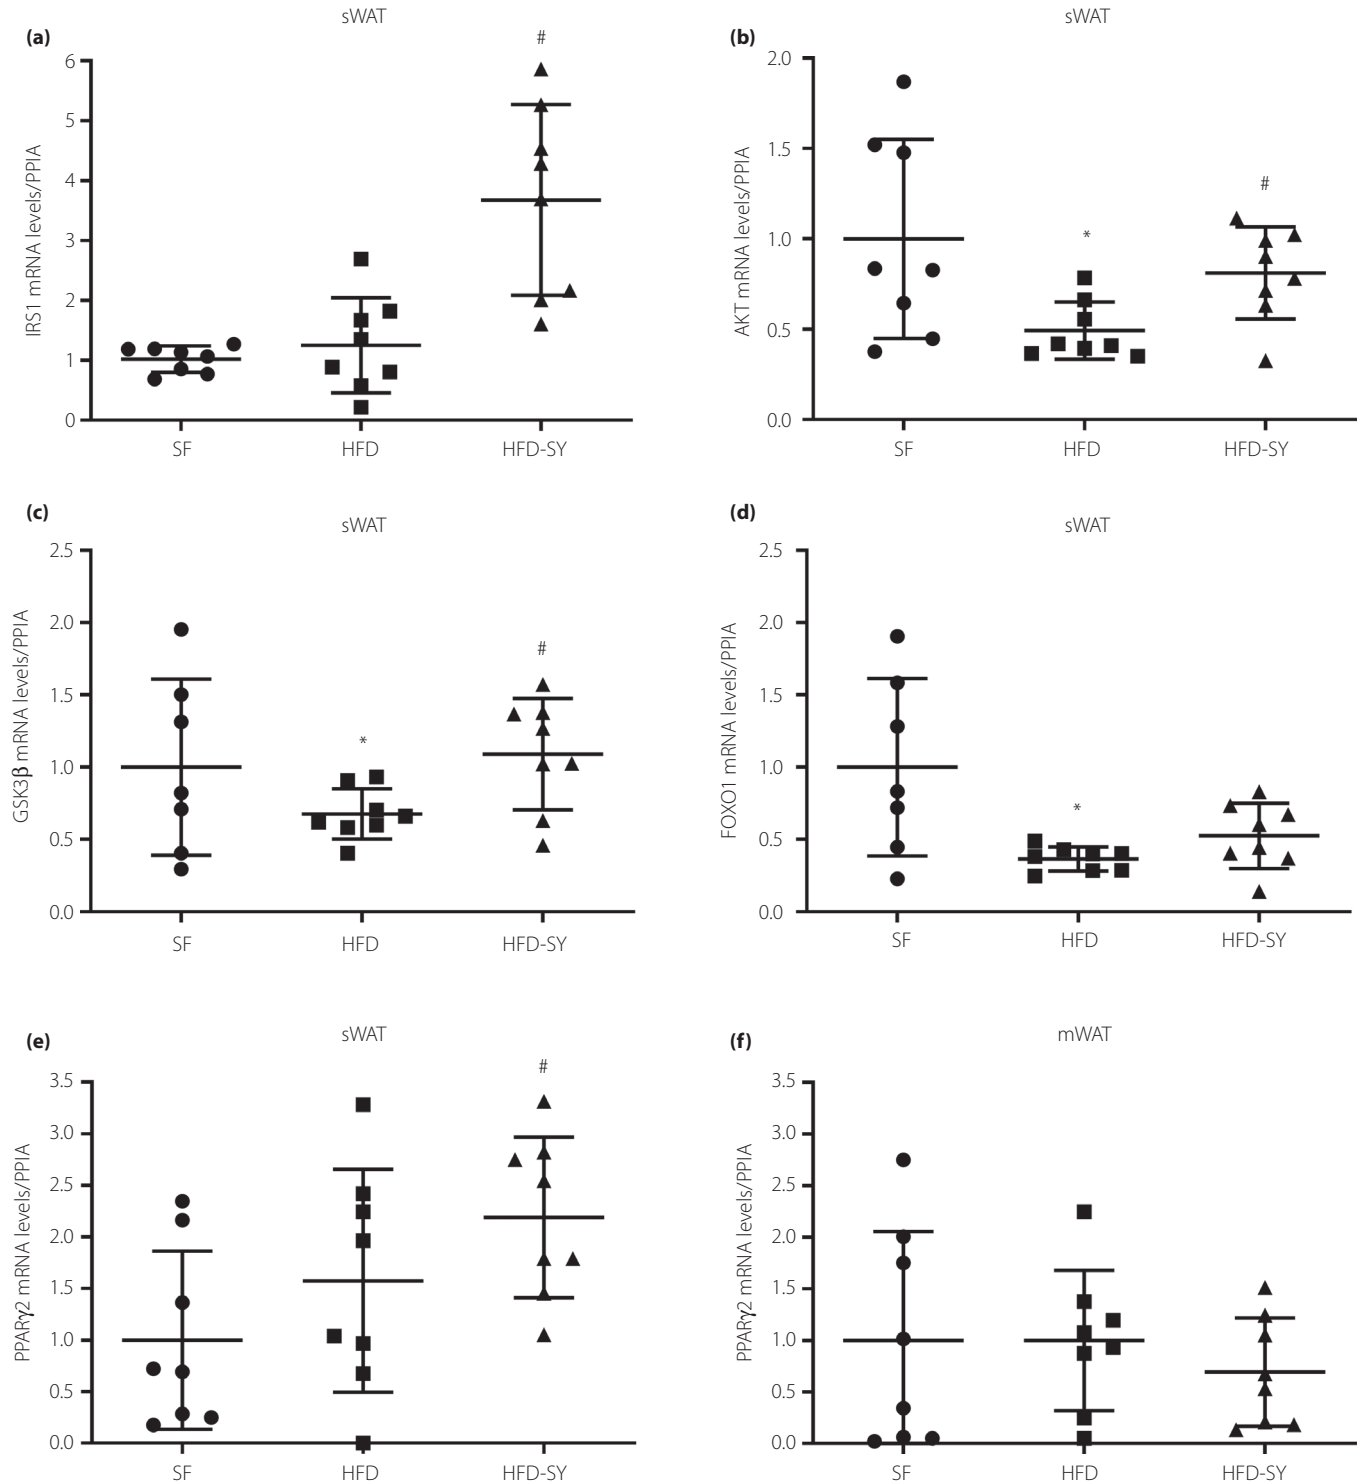 (a)
sWAT
#
IRS1 mRNA levels/PPIA
6
5
4
3
2
1
0
SF
HFD
HFD-SY
(b)
sWAT
*
#
AKT mRNA levels/PPIA
2.0
1.5
1.0
0.5
0.0
SF
HFD
HFD-SY
(c)
sWAT
*
#
GSK3β mRNA levels/PPIA
2.5
2.0
1.5
1.0
0.5
0.0
SF
HFD
HFD-SY
(d)
sWAT
*
FOXO1 mRNA levels/PPIA
2.5
2.0
1.5
1.0
0.5
0.0
SF
HFD
HFD-SY
(e)
sWAT
#
PPARγ2 mRNA levels/PPIA
3.5
3.0
2.5
2.0
1.5
1.0
0.5
0.0
SF
HFD
HFD-SY
(f)
mWAT
PPARγ2 mRNA levels/PPIA
3.5
3.0
2.5
2.0
1.5
1.0
0.5
0.0
SF
HFD
HFD-SY